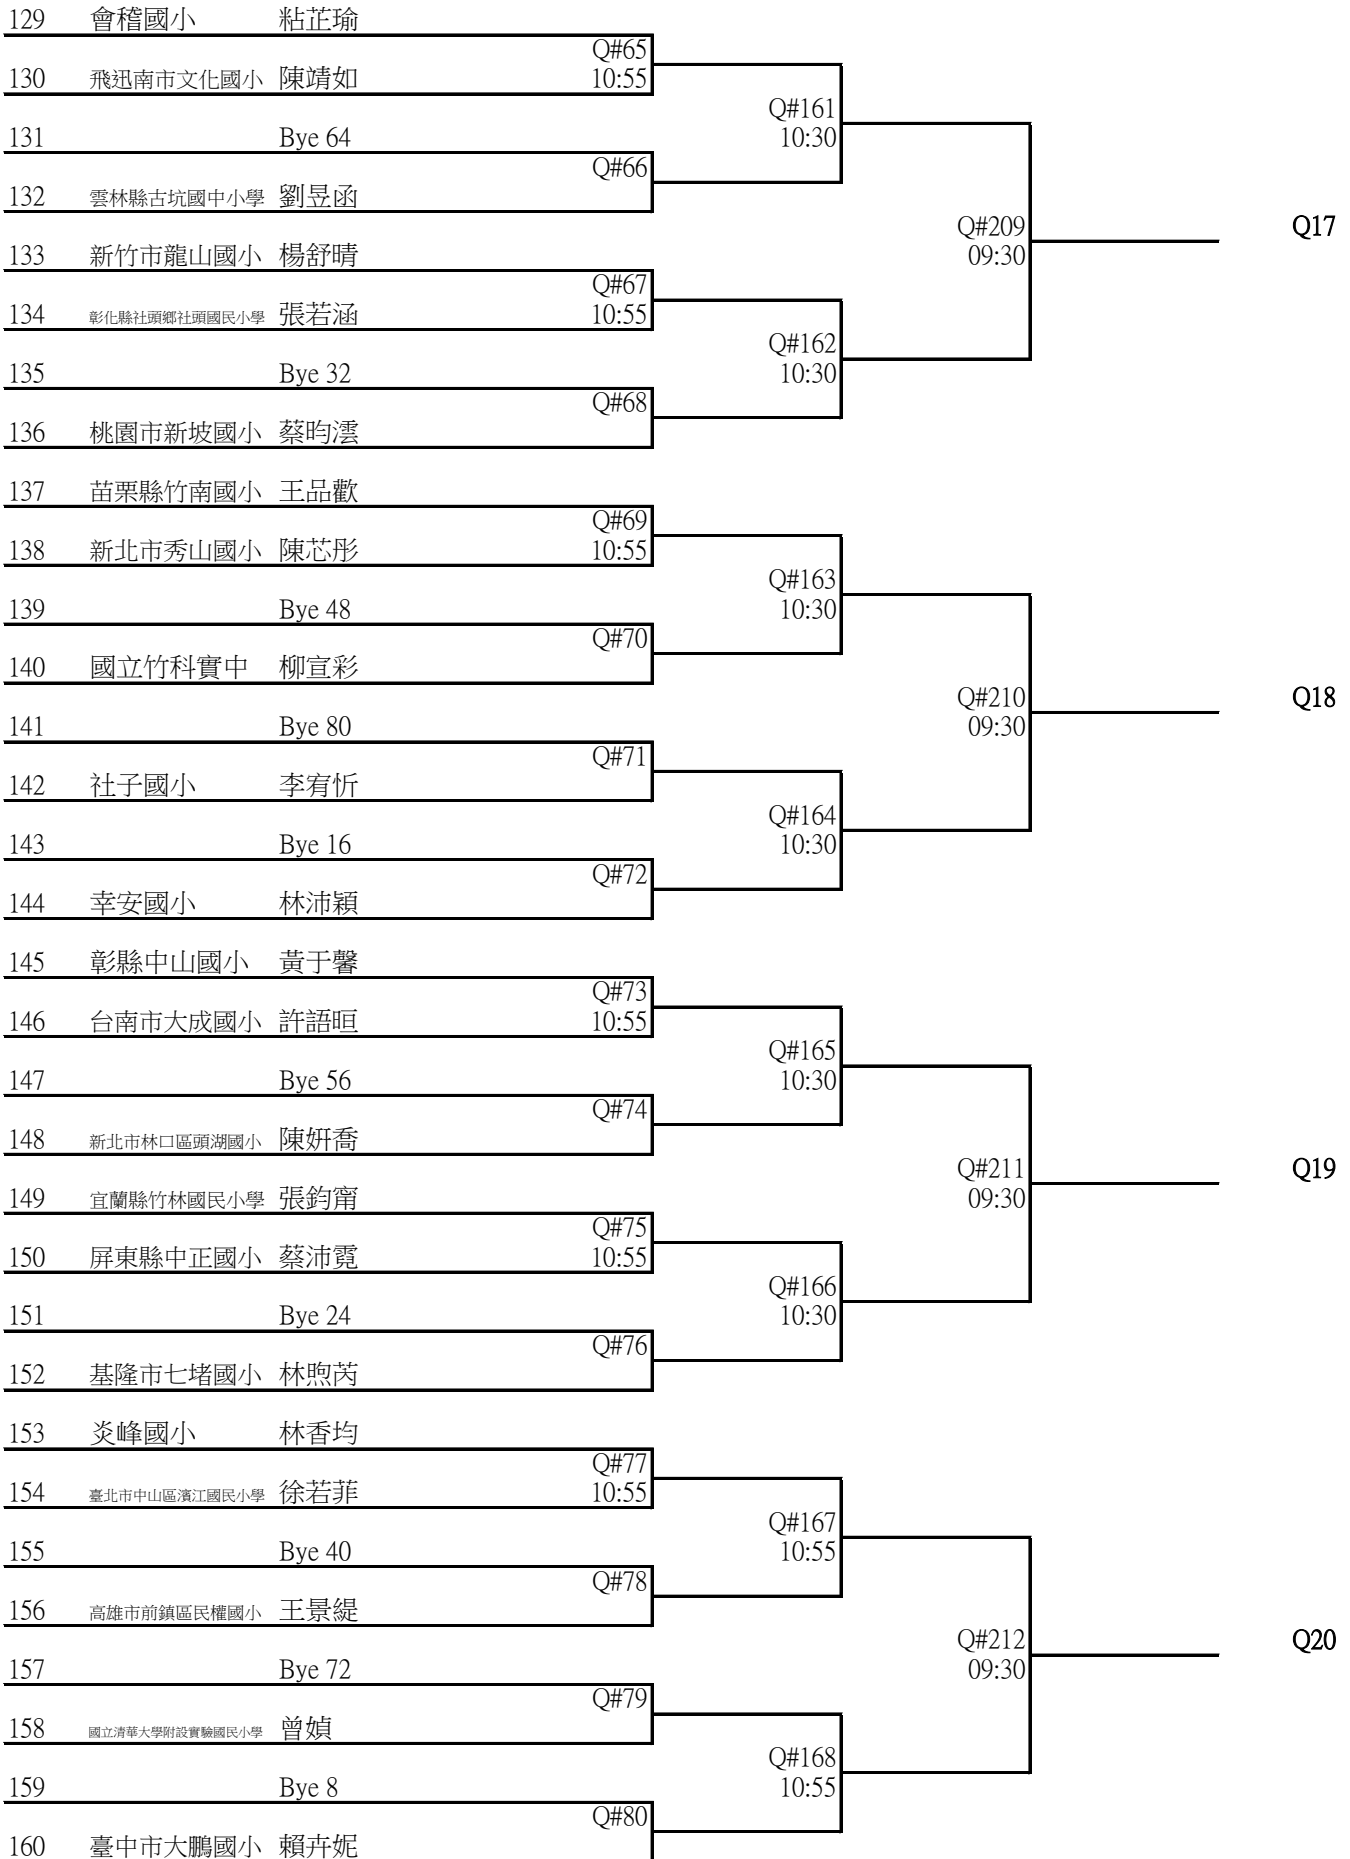 129 會稽國小 粘芷瑜
Q#65
130 飛迅南市文化國小 陳靖如 10:55
Q#161
131 Bye 64 10:30
Q#66
132 雲林縣古坑國中小學 劉昱函
Q#209 Q17
133 新竹市龍山國小 楊舒晴 09:30
Q#67
134 彰化縣社頭鄉社頭國民小學 張若涵 10:55
Q#162
135 Bye 32 10:30
Q#68
136 桃園市新坡國小 蔡昀澐
137 苗栗縣竹南國小 王品歡
Q#69
138 新北市秀山國小 陳芯彤 10:55
Q#163
139 Bye 48 10:30
Q#70
140 國立竹科實中 柳宣彩
Q#210 Q18
141 Bye 80 09:30
Q#71
142 社子國小 李宥忻
Q#164
143 Bye 16 10:30
Q#72
144 幸安國小 林沛穎
145 彰縣中山國小 黃于馨
Q#73
146 台南市大成國小 許語晅 10:55
Q#165
147 Bye 56 10:30
Q#74
148 新北市林口區頭湖國小 陳妍喬
Q#211 Q19
149 宜蘭縣竹林國民小學 張鈞甯 09:30
Q#75
150 屏東縣中正國小 蔡沛霓 10:55
Q#166
151 Bye 24 10:30
Q#76
152 基隆市七堵國小 林煦芮
153 炎峰國小 林香均
Q#77
154 臺北市中山區濱江國民小學 徐若菲 10:55
Q#167
155 Bye 40 10:55
Q#78
156 高雄市前鎮區民權國小 王景緹
Q#212 Q20
157 Bye 72 09:30
Q#79
158 國立清華大學附設實驗國民小學 曾媜
Q#168
159 Bye 8 10:55
Q#80
160 臺中市大鵬國小 賴卉妮